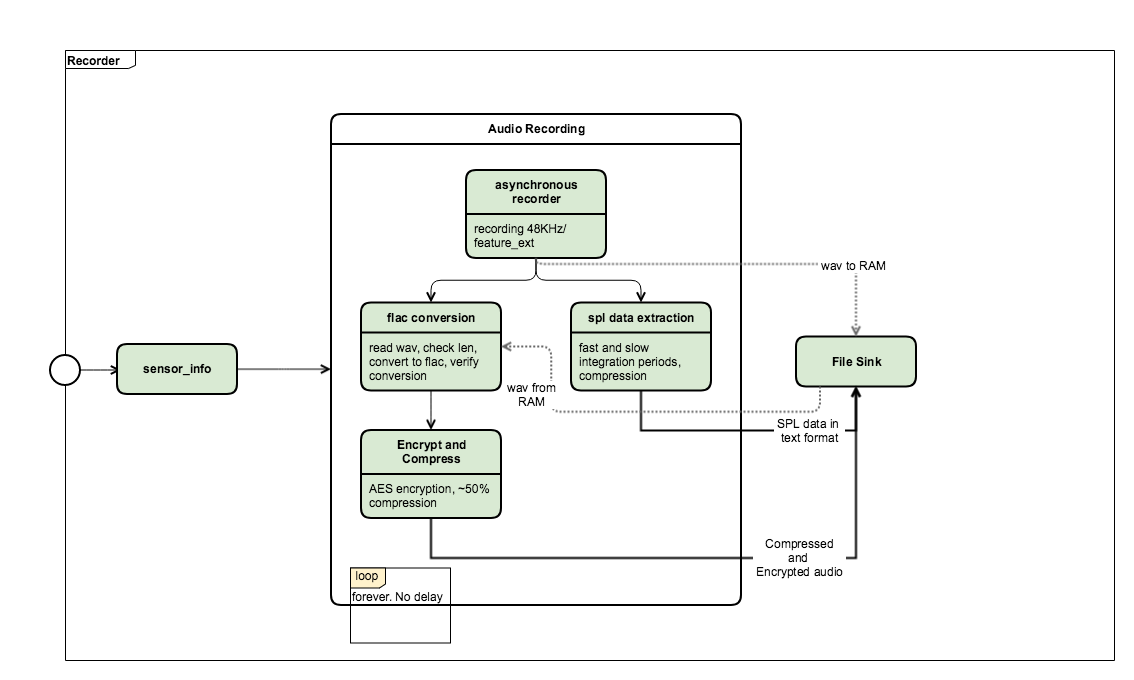 Recorder
Audio Recording
asynchronous
recorder
recording 48KHz/
feature_ext
wav to RAM
flac conversion
read wav, check len,
convert to flac, verify
conversion
spl data extraction
fast and slow
integration periods,
compression
File Sink
sensor_info
wav from
RAM
SPL data in
text format
Encrypt and
Compress
AES encryption, ~50%
compression
Compressed
and
Encrypted audio
loop
forever. No delay